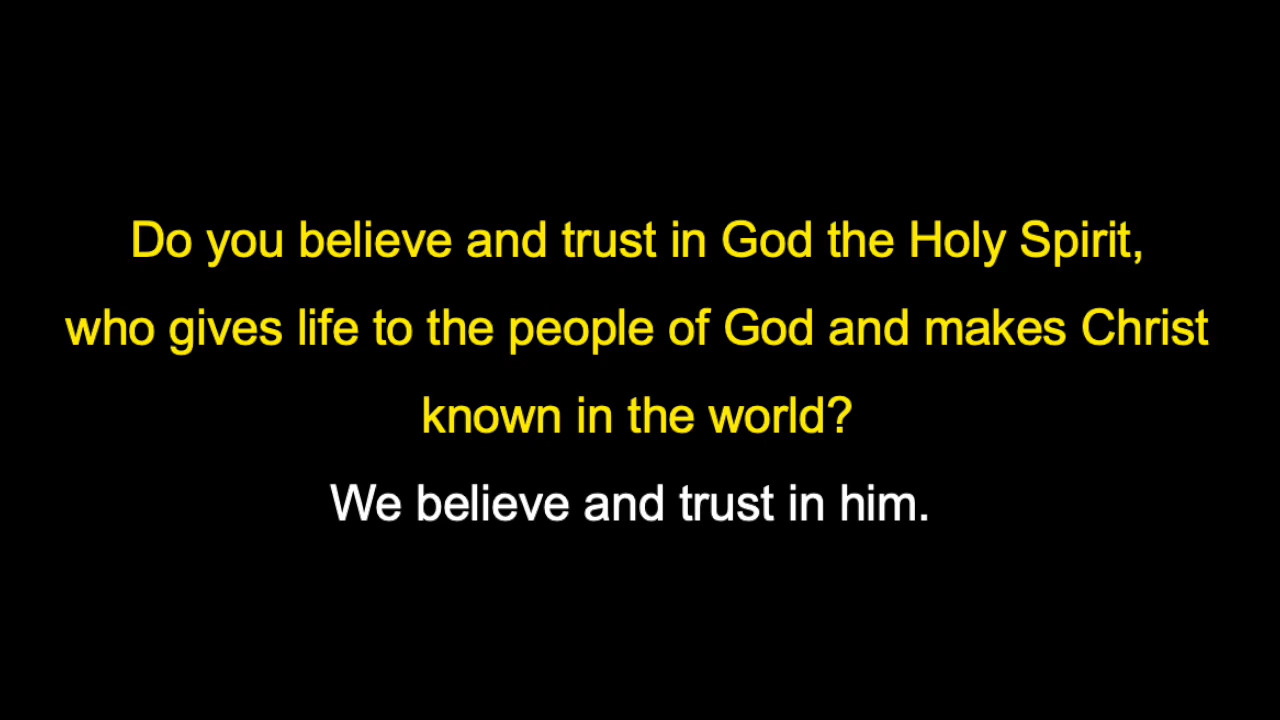 Do you believe and trust in God the Holy Spirit,
who gives life to the people of God and makes Christ
known in the world?
We believe and trust in him.